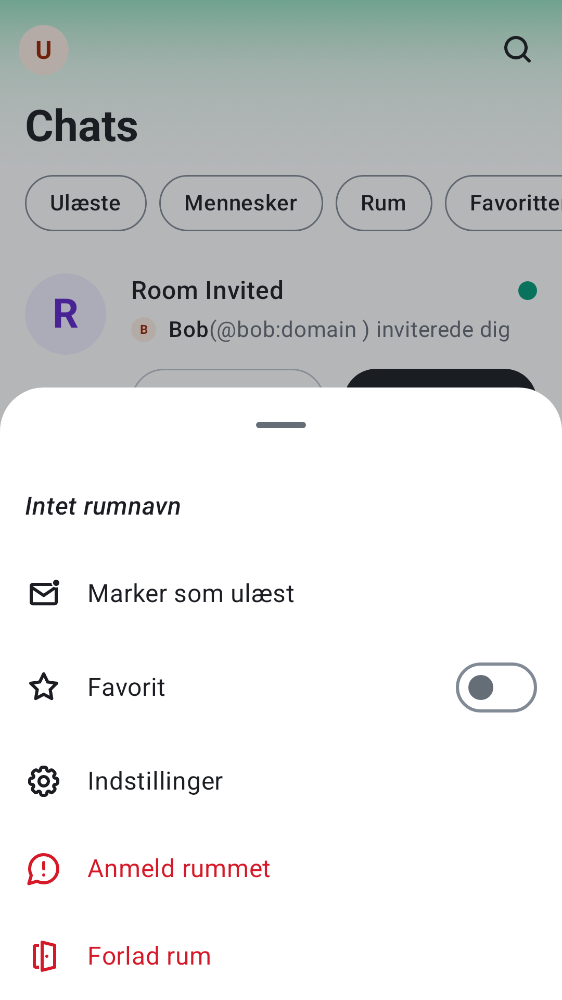 U
Chats
Ulæste Mennesker Rum Favoritter
R
Room Invited
B Bob(@bob:domain ) inviterede dig
Intet rumnavn
Marker som ulæst
Favorit
Indstillinger
Anmeld rummet
Forlad rum